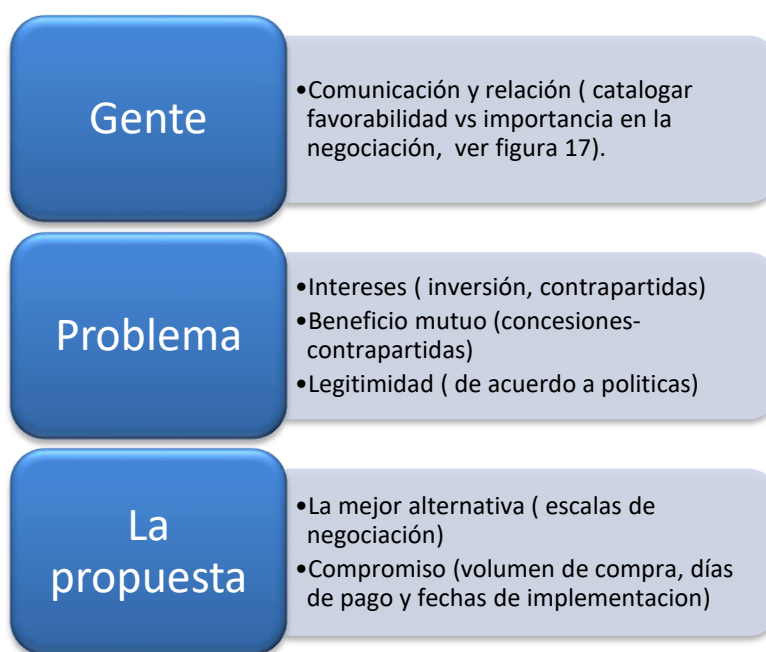 Gente
•Comunicación y relación ( catalogar
favorabilidad vs importancia en la
negociación,  ver figura 17).
Problema
•Intereses ( inversión, contrapartidas)
•Beneficio mutuo (concesiones-
contrapartidas)
•Legitimidad ( de acuerdo a politicas)
La
propuesta
•La mejor alternativa ( escalas de
negociación)
•Compromiso (volumen de compra, días
de pago y fechas de implementacion)